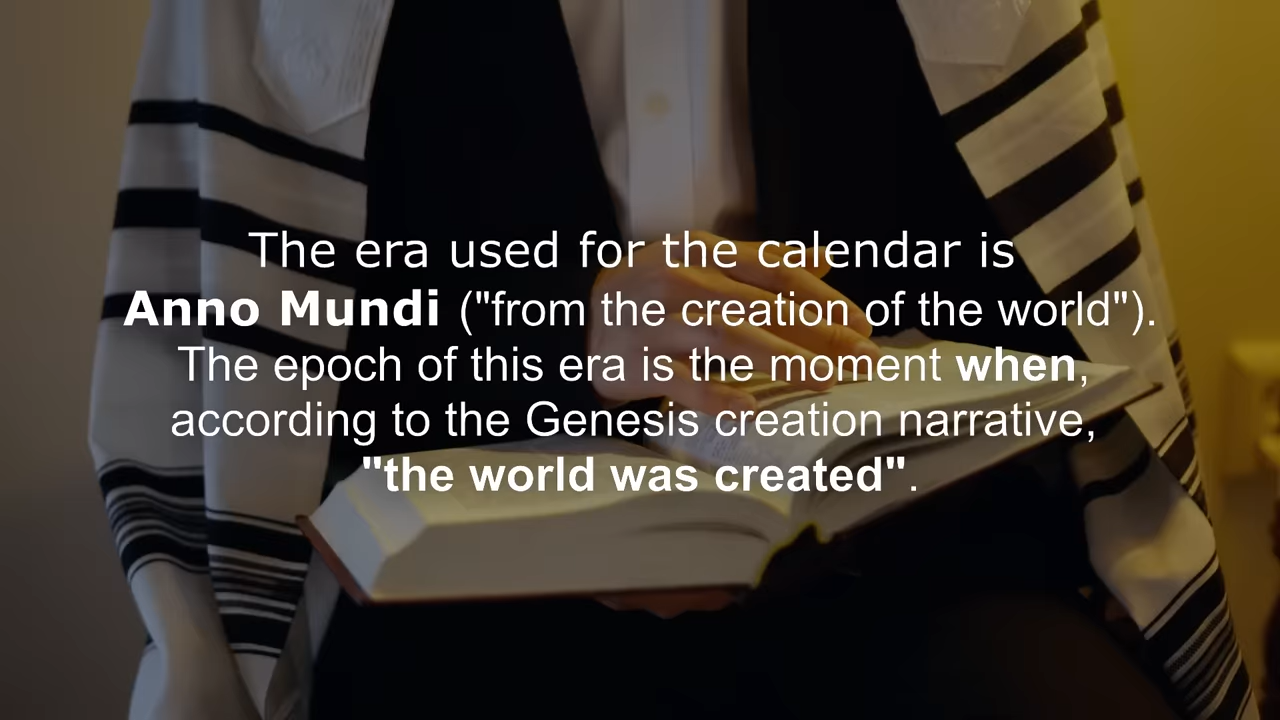 The era used for the calendar is
Anno Mundi ("from the creation of the world").
The epoch of this era is the moment when,
according to the Genesis creation narrative,
"the world was created".